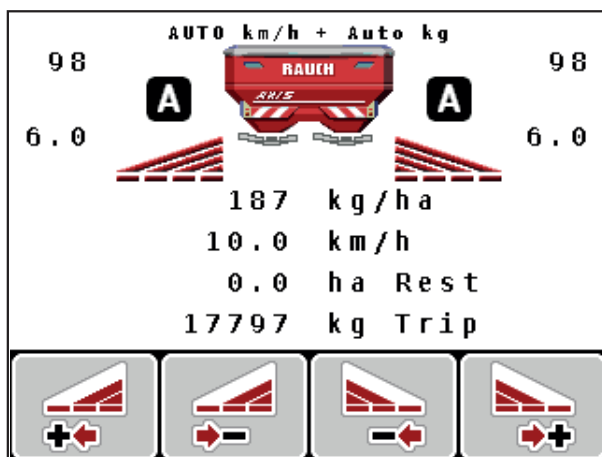 AUTO km/h + Auto kg
98 98
RAUCH
AXIS
A A
6.0 6.0
187 kg/ha
10.0 km/h
0.0 ha Rest
17797 kg Trip